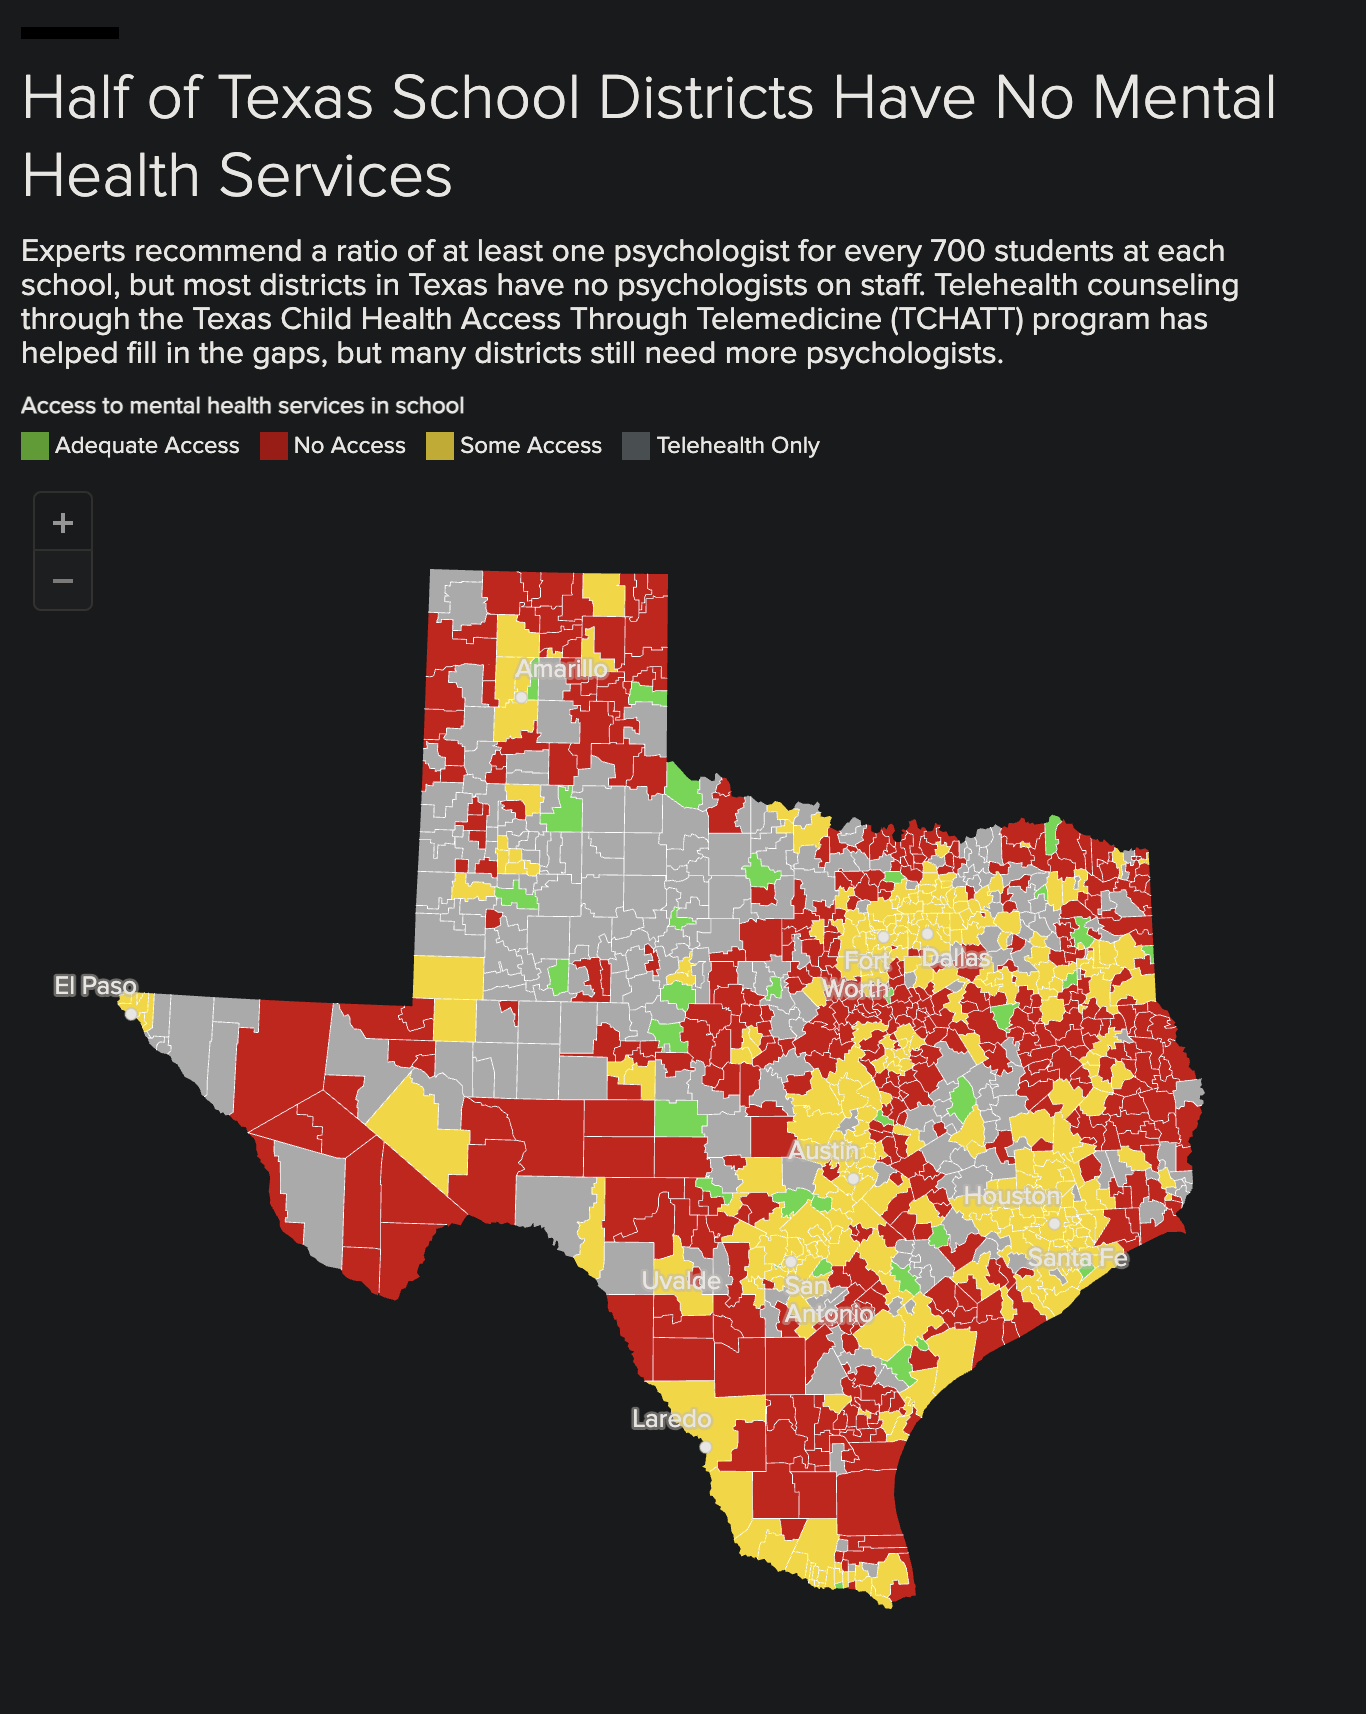 Half of Texas School Districts Have No Mental
Health Services
Experts recommend a ratio of at least one psychologist for every 700 students at each
school, but most districts in Texas have no psychologists on staff. Telehealth counseling
through the Texas Child Health Access Through Telemedicine (TCHATT) program has
helped fill in the gaps, but many districts still need more psychologists.
Access to mental health services in school
Adequate Access No Access Some Access Telehealth Only
+
−
Amarillo
El Paso
Fort
Worth
Dallas
Austin
Houston
Santa Fe
Uvalde
San
Antonio
Laredo